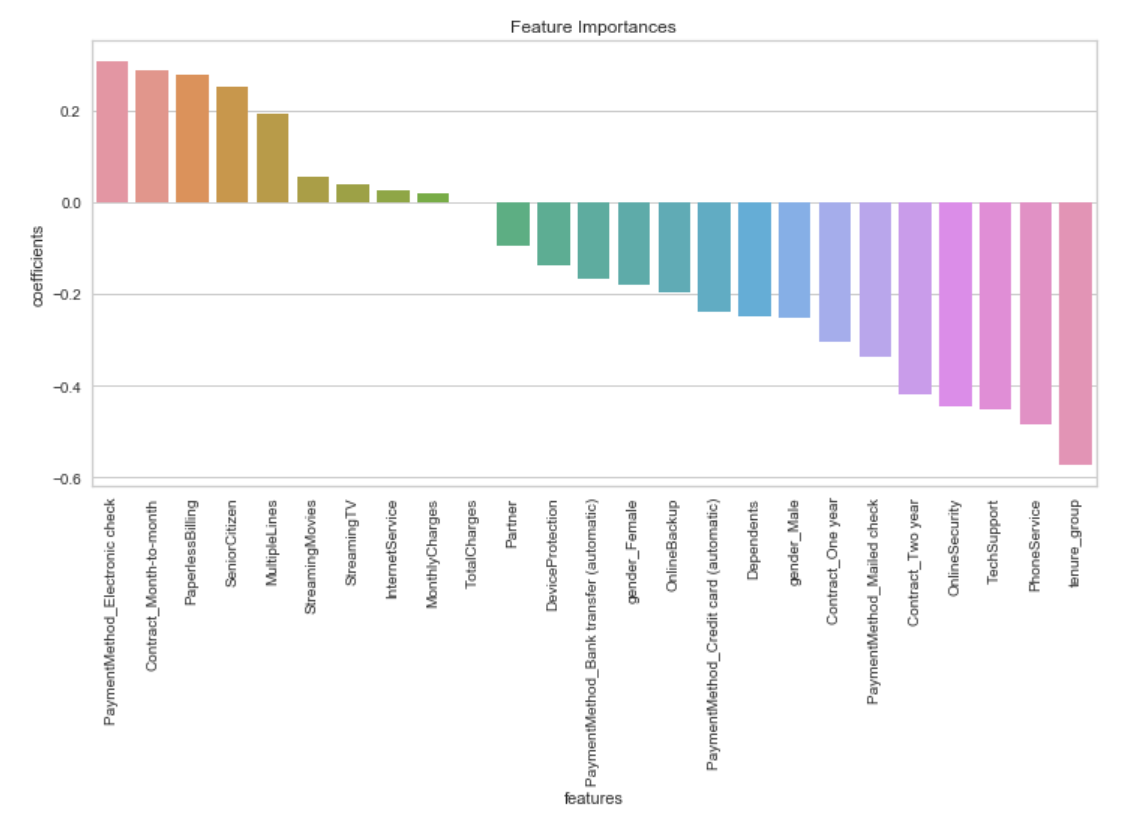 Feature Importances
0.2
0.0
−0.2
−0.4
−0.6
coefficients
PaymentMethod_Electronic check
Contract_Month-to-month
PaperlessBilling
SeniorCitizen
MultipleLines
StreamingMovies
StreamingTV
InternetService
MonthlyCharges
TotalCharges
Partner
DeviceProtection
PaymentMethod_Bank transfer (automatic)
gender_Female
OnlineBackup
PaymentMethod_Credit card (automatic)
Dependents
gender_Male
Contract_One year
PaymentMethod_Mailed check
Contract_Two year
OnlineSecurity
TechSupport
PhoneService
tenure_group
features